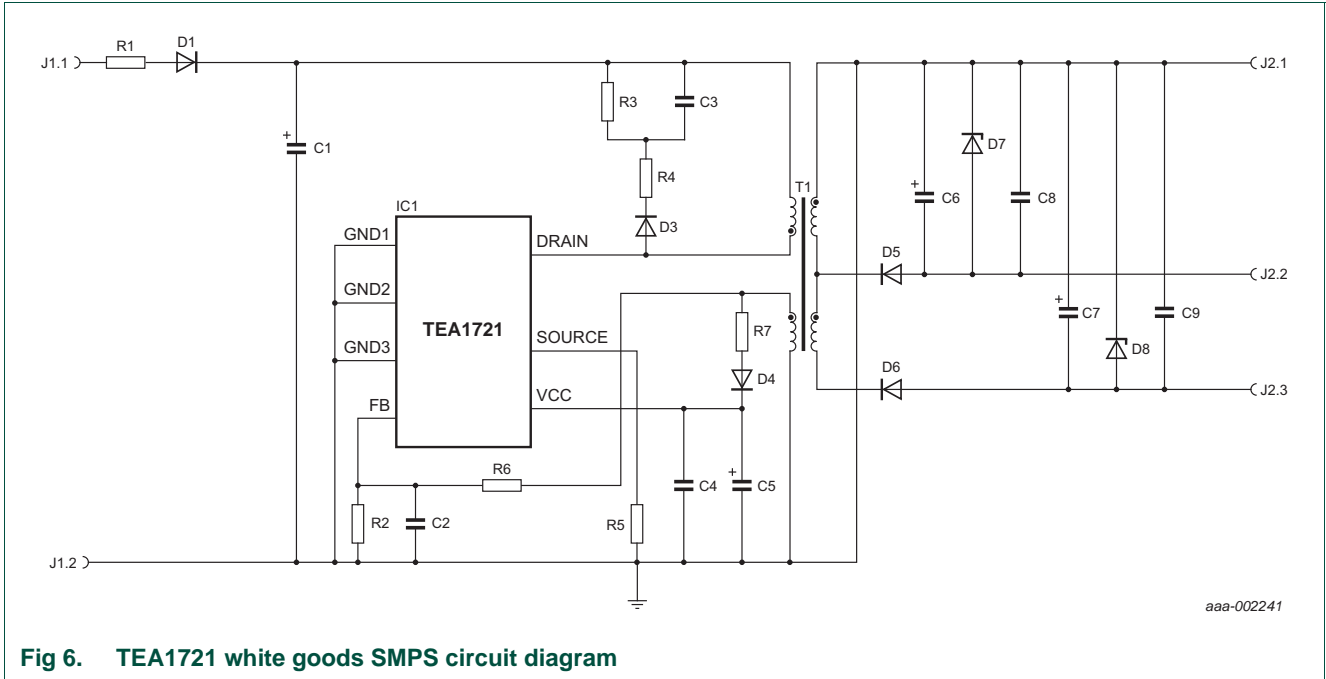 J1.1
R1
D1
J2.1
R3
C3
C1
+
R4
D3
T1
C6
+
D7
C8
IC1
GND1
DRAIN
GND2
D5
J2.2
TEA1721
R7
C7
+
C9
GND3
SOURCE
D4
D8
D6
FB
VCC
J2.3
R6
C4
C5
+
R2
C2
R5
J1.2
aaa-002241
Fig 6. TEA1721 white goods SMPS circuit diagram